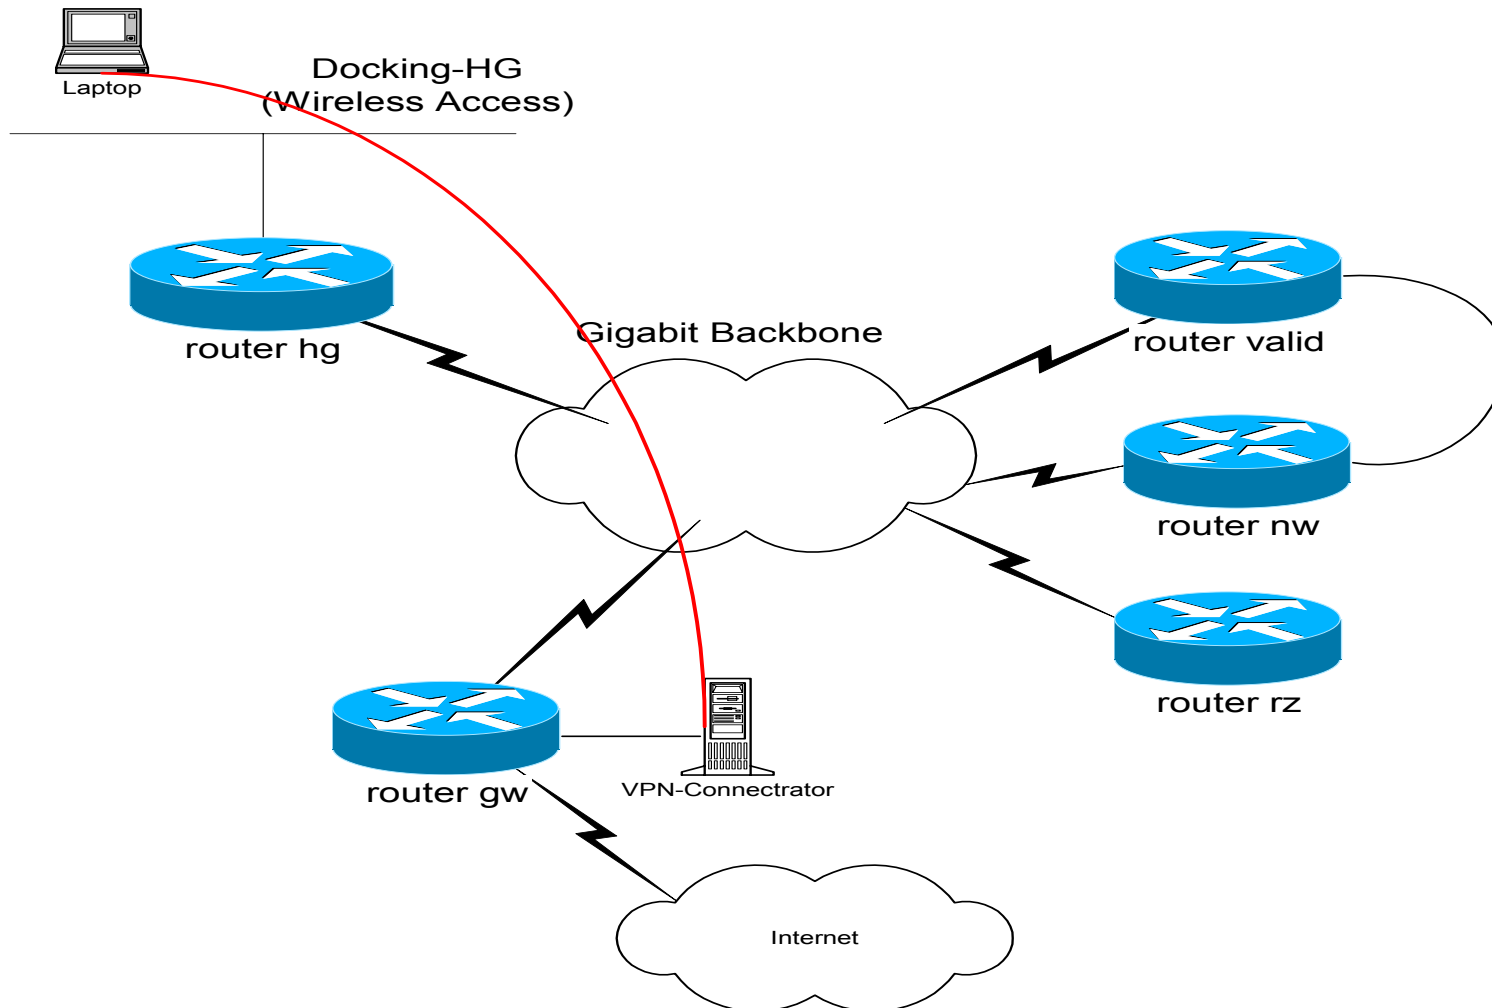 Laptop
Docking-HG
(Wireless Access)
router hg
Gigabit Backbone
router valid
router nw
router rz
router gw
VPN-Connectrator
Internet